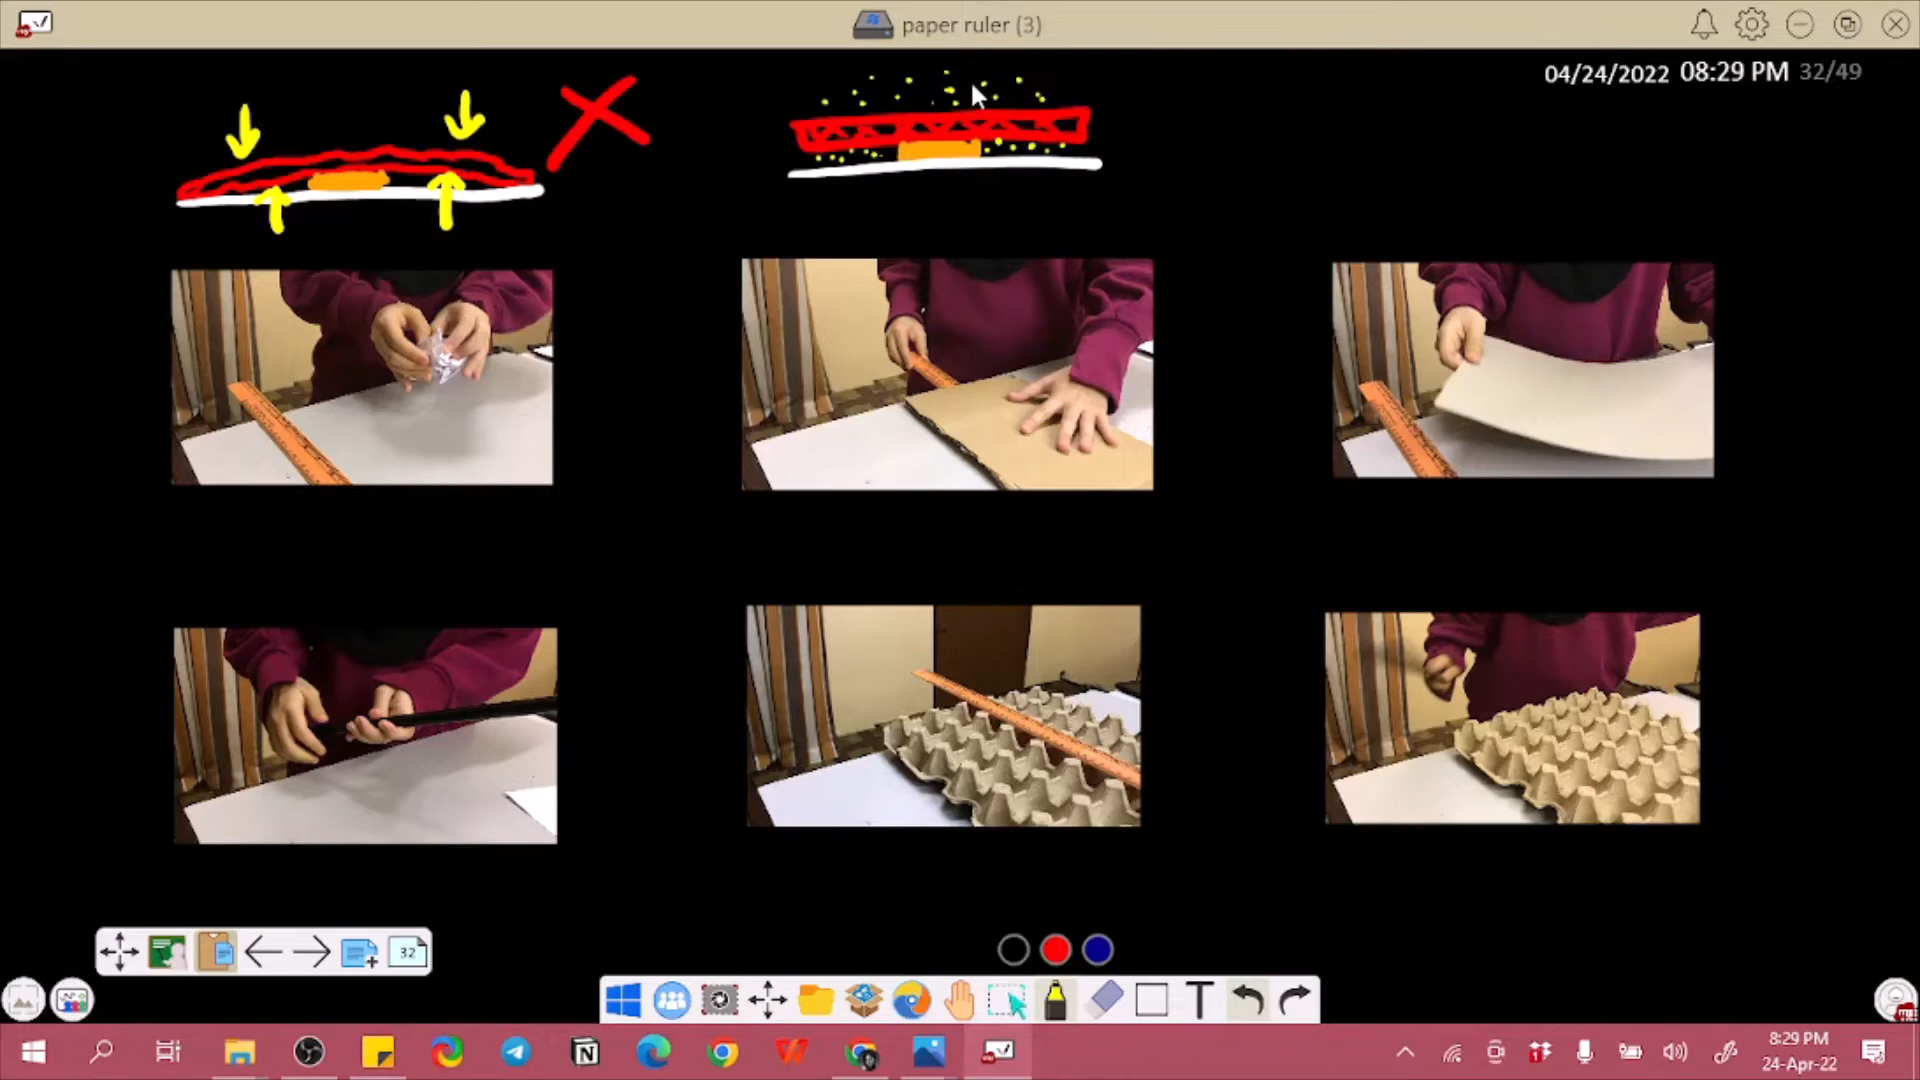 paper ruler (3)
04/24/2022 08:29 PM 32/49
32
T
N
8:29 PM
24-Apr-22